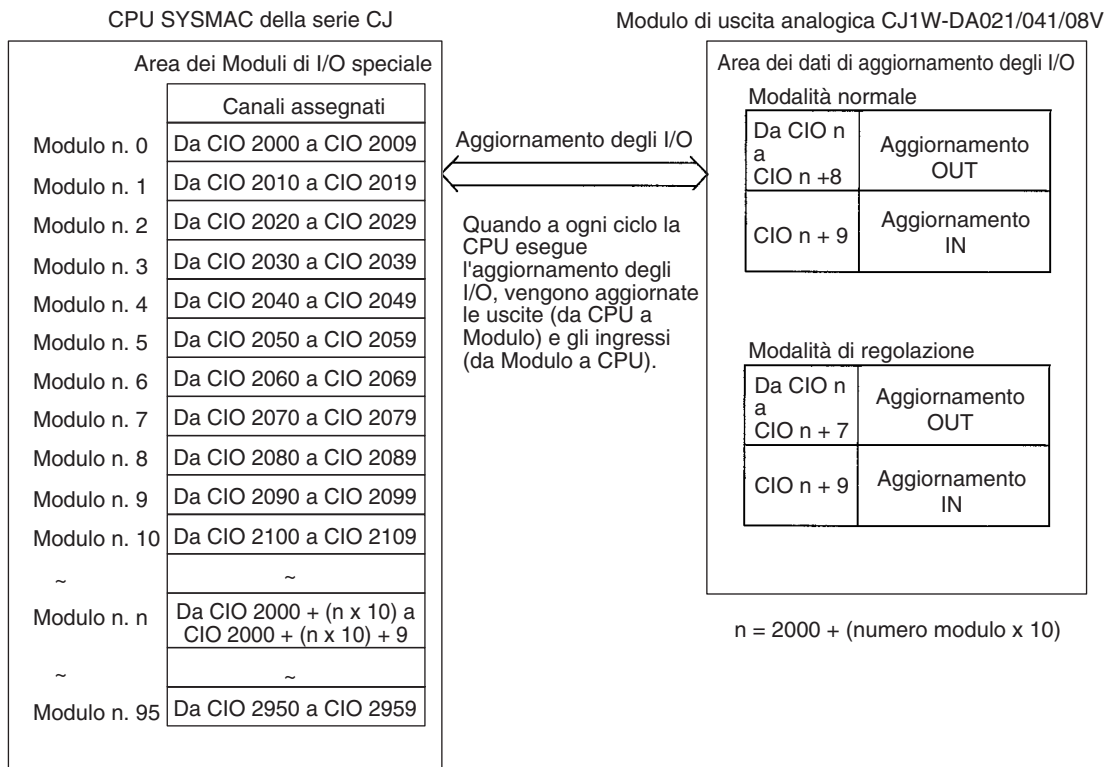 CPU SYSMAC della serie CJ
Area dei Moduli di I/O speciale
Canali assegnati
Modulo n. 0 Da CIO 2000 a CIO 2009
Modulo n. 1 Da CIO 2010 a CIO 2019
Modulo n. 2 Da CIO 2020 a CIO 2029
Modulo n. 3 Da CIO 2030 a CIO 2039
Modulo n. 4 Da CIO 2040 a CIO 2049
Modulo n. 5 Da CIO 2050 a CIO 2059
Modulo n. 6 Da CIO 2060 a CIO 2069
Modulo n. 7 Da CIO 2070 a CIO 2079
Modulo n. 8 Da CIO 2080 a CIO 2089
Modulo n. 9 Da CIO 2090 a CIO 2099
Modulo n. 10 Da CIO 2100 a CIO 2109
~ ~
Modulo n. n Da CIO 2000 + (n x 10) a
CIO 2000 + (n x 10) + 9
~ ~
Modulo n. 95 Da CIO 2950 a CIO 2959
Aggiornamento degli I/O
Quando a ogni ciclo la
CPU esegue
l'aggiornamento degli
I/O, vengono aggiornate
le uscite (da CPU a
Modulo) e gli ingressi
(da Modulo a CPU).
Modulo di uscita analogica CJ1W-DA021/041/08V
Area dei dati di aggiornamento degli I/O
Modalità normale
Da CIO n
a
CIO n +8
Aggiornamento
OUT
CIO n + 9
Aggiornamento
IN
Modalità di regolazione
Da CIO n
a
CIO n + 7
Aggiornamento
OUT
CIO n + 9
Aggiornamento
IN
n = 2000 + (numero modulo x 10)